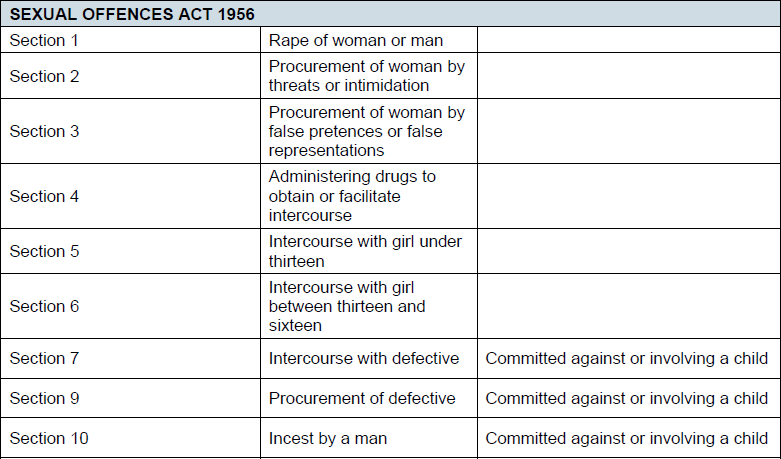 SEXUAL OFFENCES ACT 1956
Section 1 Rape of woman or man
Section 2 Procurement of woman by
threats or intimidation
Section 3 Procurement of woman by
false pretences or false
representations
Section 4 Administering drugs to
obtain or facilitate
intercourse
Section 5 Intercourse with girl under
thirteen
Section 6 Intercourse with girl
between thirteen and
sixteen
Section 7 Intercourse with defective Committed against or involving a child
Section 9 Procurement of defective Committed against or involving a child
Section 10 Incest by a man Committed against or involving a child